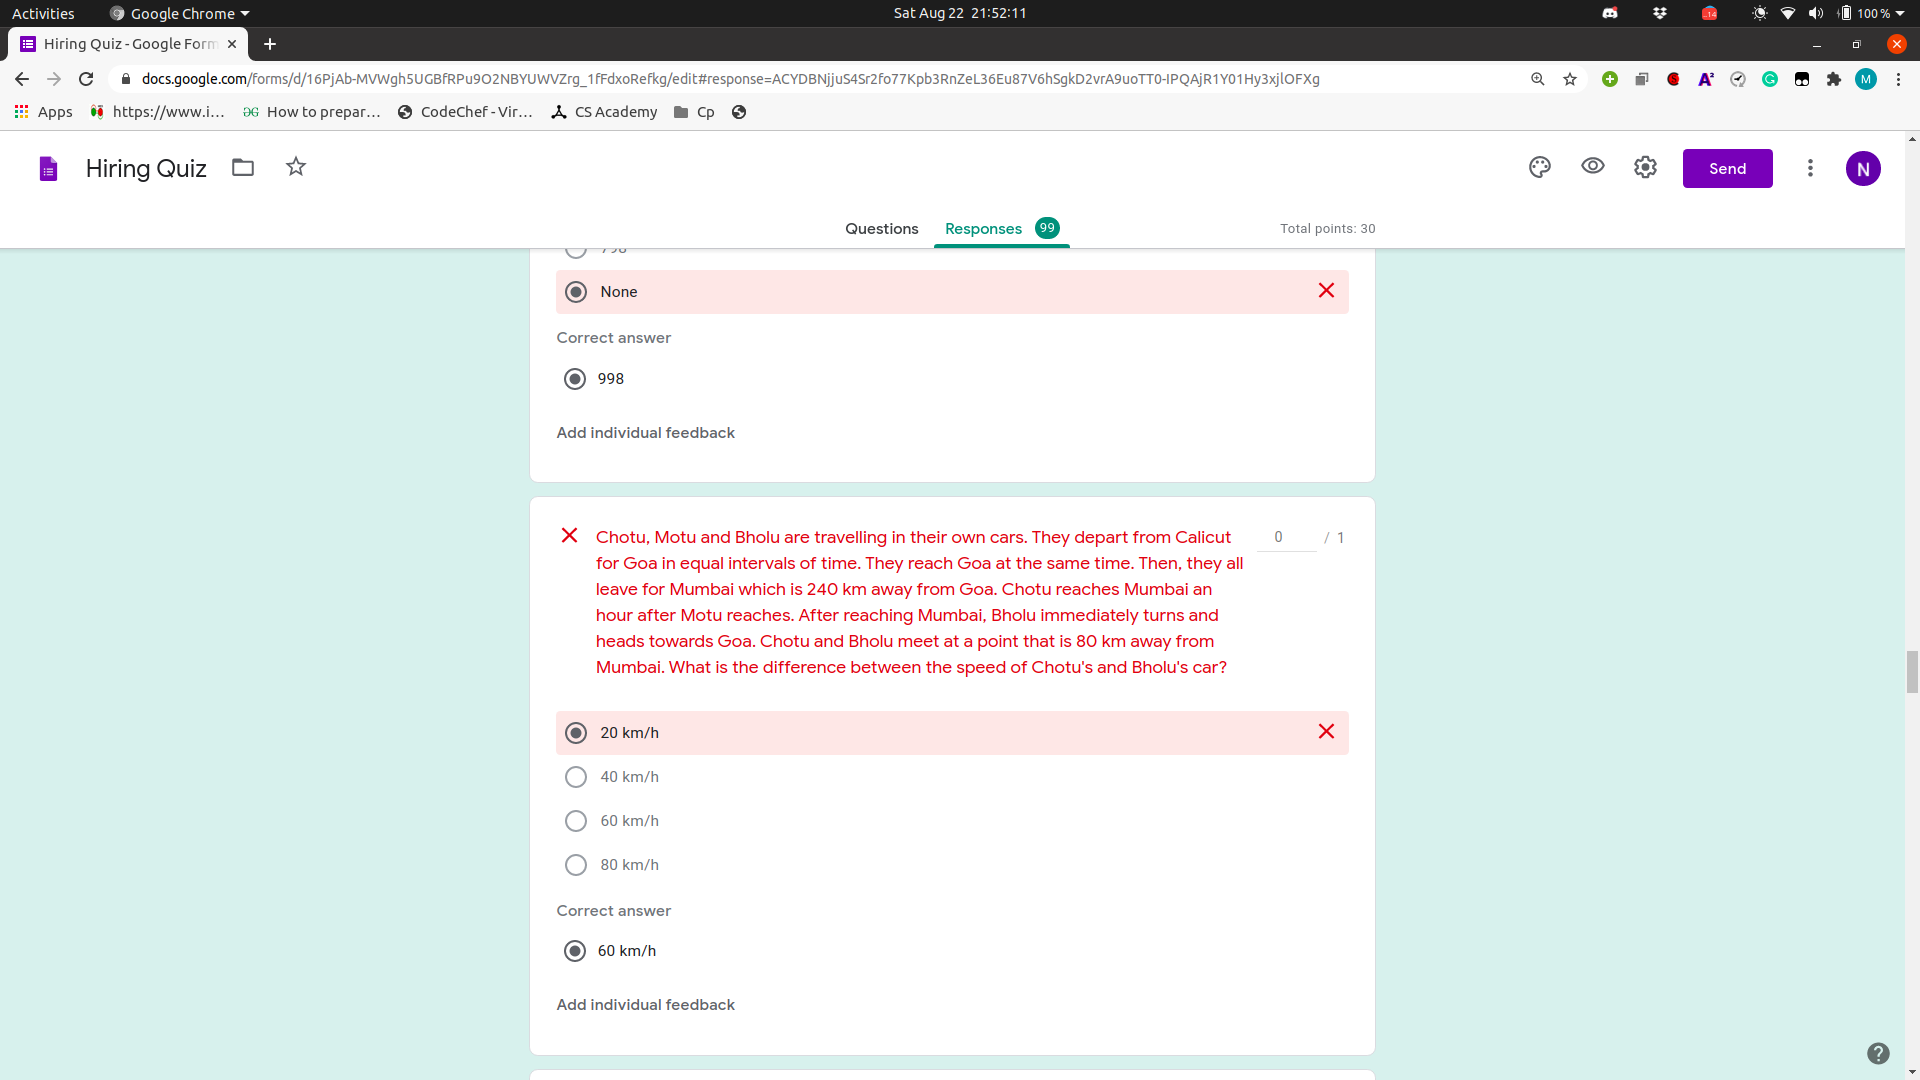 Activities Google Chrome Sat Aug 22 21:52:11 14 100 %
Hiring Quiz - Google Form
docs.google.com/forms/d/16PjAb-MVWgh5UGBfRPu9O2NBYUWVZrg_1fFdxoRefkg/edit#response=ACYDBNjjuS4Sr2fo77Kpb3RnZeL36Eu87V6hSgkD2vrA9uoTT0-IPQAjR1Y01Hy3xjlOFXg M
Apps https://www.i... How to prepar... CodeChef - Vir... CS Academy Cp
Hiring Quiz Send N
Questions Responses 99 Total points: 30
798
None
Correct answer
998
Add individual feedback
Chotu, Motu and Bholu are travelling in their own cars. They depart from Calicut 0 / 1
for Goa in equal intervals of time. They reach Goa at the same time. Then, they all
leave for Mumbai which is 240 km away from Goa. Chotu reaches Mumbai an
hour after Motu reaches. After reaching Mumbai, Bholu immediately turns and
heads towards Goa. Chotu and Bholu meet at a point that is 80 km away from
Mumbai. What is the difference between the speed of Chotu's and Bholu's car?
20 km/h
40 km/h
60 km/h
80 km/h
Correct answer
60 km/h
Add individual feedback